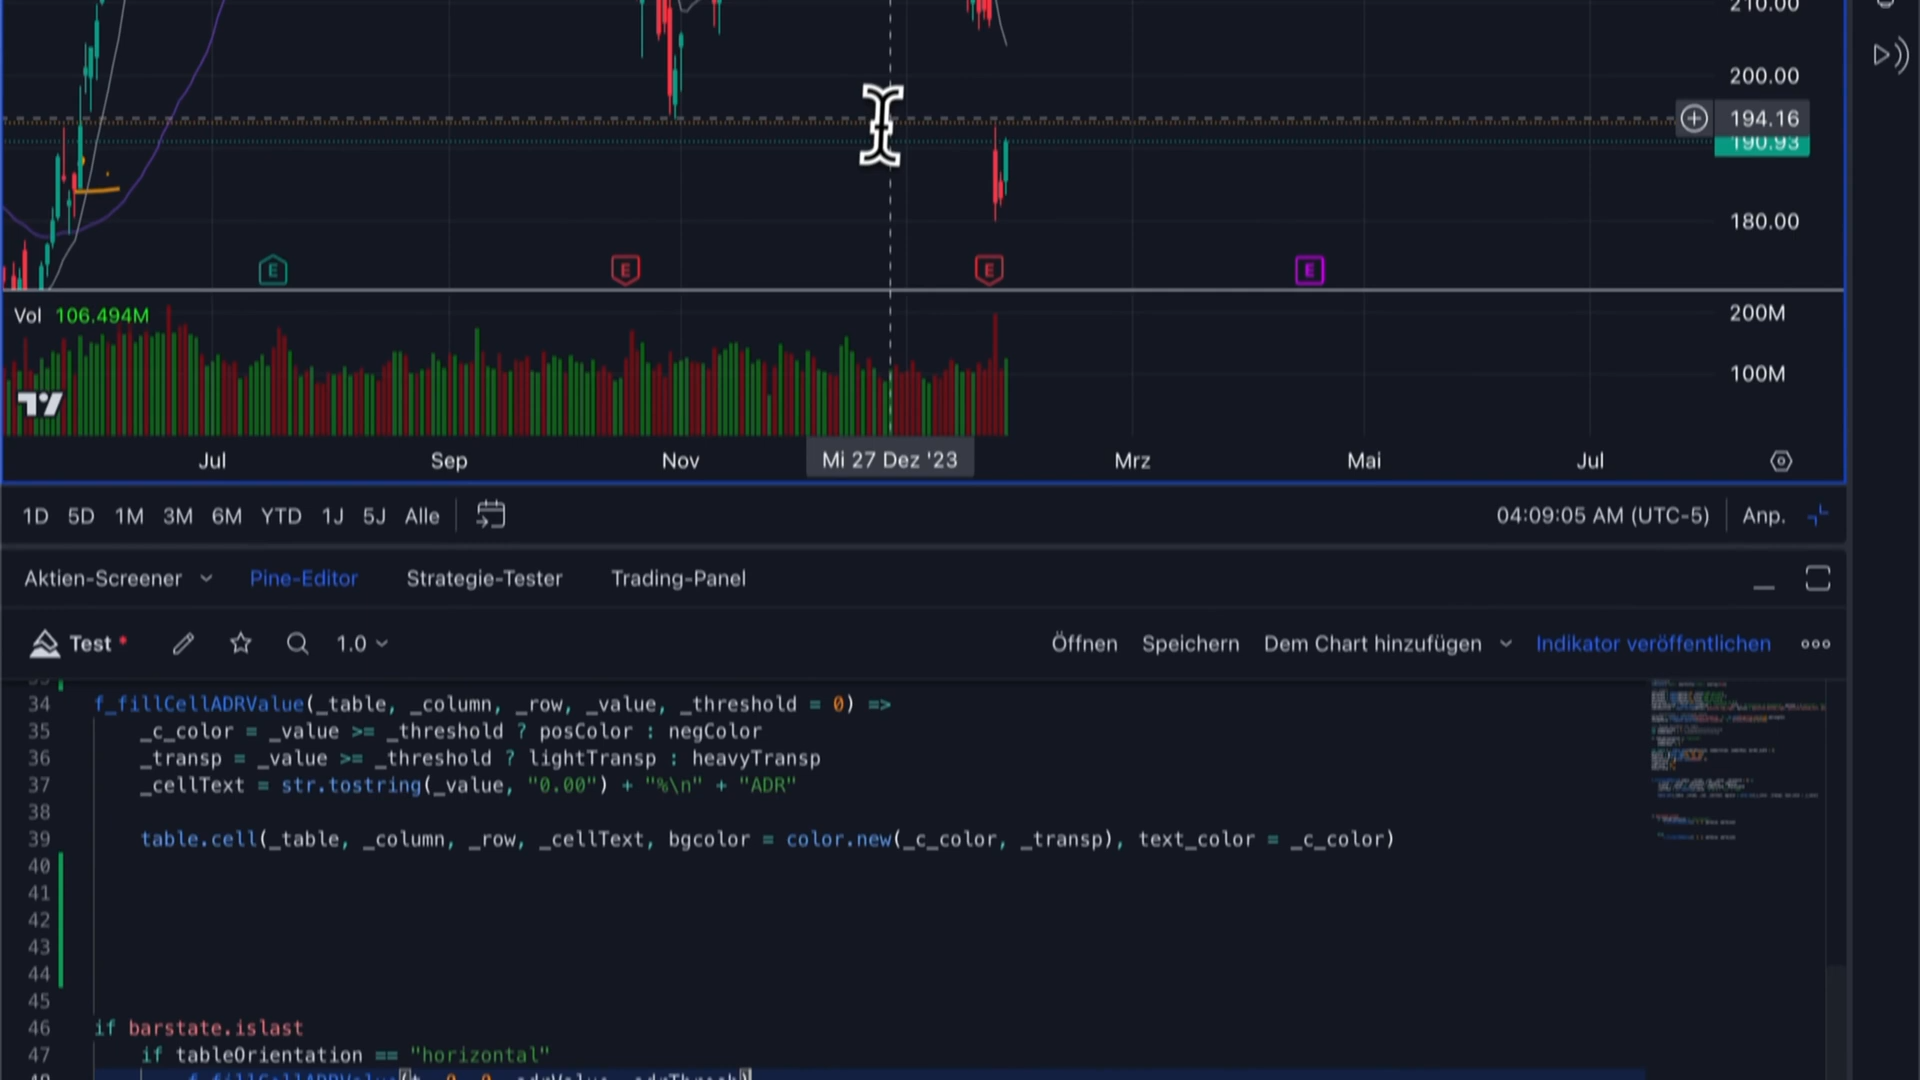 210.00
200.00
194.16
190.93
180.00
E
E
E
E
Vol 106.494M
200M
100M
Jul Sep Nov Mi 27 Dez '23 Mrz Mai Jul
1D 5D 1M 3M 6M YTD 1J 5J Alle 04:09:05 AM (UTC-5) Anp.
Aktien-Screener Pine-Editor Strategie-Tester Trading-Panel
Test * 1.0 Öffnen Speichern Dem Chart hinzufügen Indikator veröffentlichen
34 f_fillCellADRValue(_table, _column, _row, _value, _threshold = 0) =>
35 _c_color = _value >= _threshold ? posColor : negColor
36 _transp = _value >= _threshold ? lightTransp : heavyTransp
37 _cellText = str.tostring(_value, "0.00") + "%\n" + "ADR"
38
39 table.cell(_table, _column, _row, _cellText, bgcolor = color.new(_c_color, _transp), text_color = _c_color)
40
41
42
43
44
45
46 if barstate.islast
47 if tableOrientation == "horizontal"